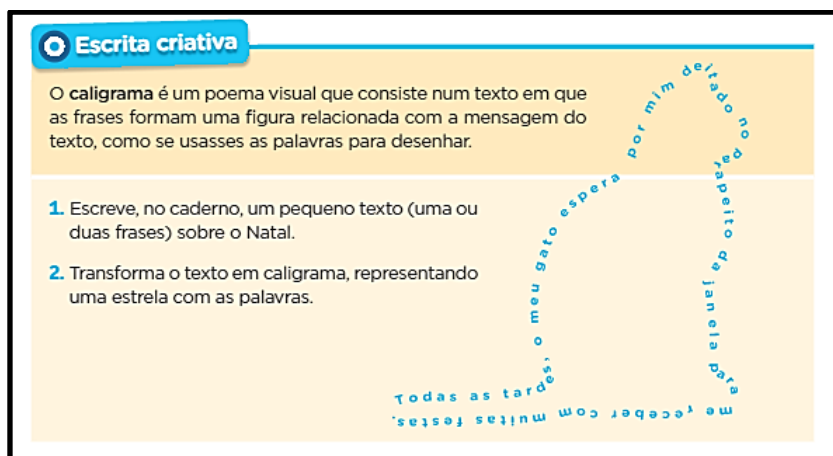 Escrita criativa
O caligrama é um poema visual que consiste num texto em que
as frases formam uma figura relacionada com a mensagem do
texto, como se usasses as palavras para desenhar.
1. Escreve, no caderno, um pequeno texto (uma ou
duas frases) sobre o Natal.
2. Transforma o texto em caligrama, representando
uma estrela com as palavras.
Todas as tardes, o meu gato espera por mim deitado no parapeito da janela para me receber com muitas festas.